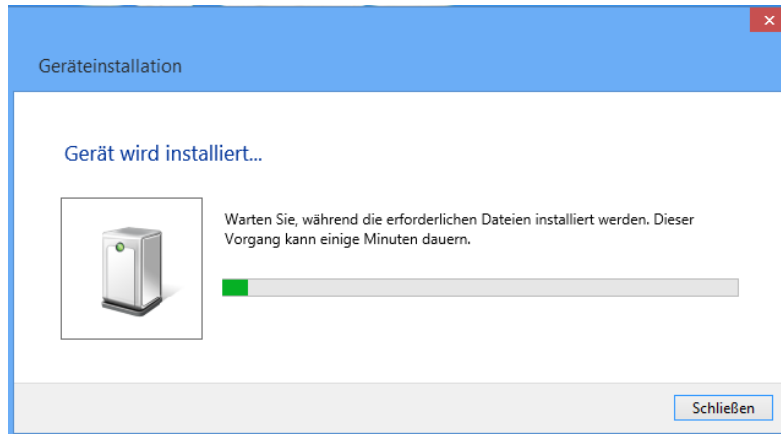 Geräteinstallation
Gerät wird installiert...
Warten Sie, während die erforderlichen Dateien installiert werden. Dieser
Vorgang kann einige Minuten dauern.
Schließen